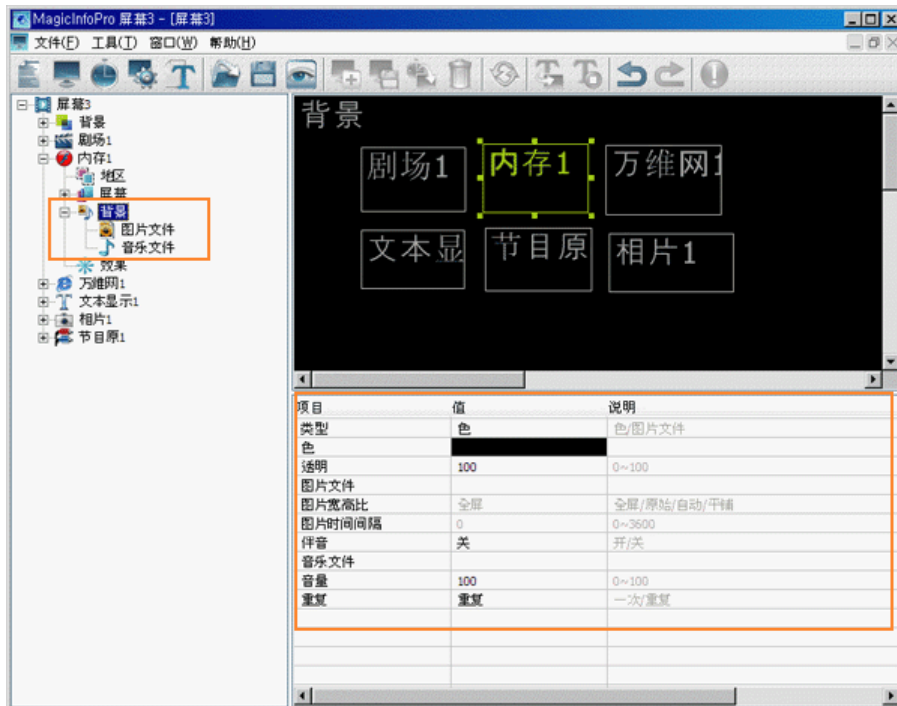 MagicInfoPro 屏幕3 - [屏幕3]
文件(F) 工具(T) 窗口(W) 帮助(H)
屏幕3
背景
剧场1
内存1
地区
屏幕
背景
图片文件
音乐文件
效果
万维网1
文本显示1
相片1
节目原1
背景
剧场1 内存1 万维网1
文本显 节目原 相片1
项目 值 说明
类型 色 色/图片文件
色
透明 100 0~100
图片文件
图片宽高比 全屏 全屏/原始/自动/平铺
图片时间间隔 0 0~3600
伴音 关 开/关
音乐文件
音量 100 0~100
重复 重复 一次/重复